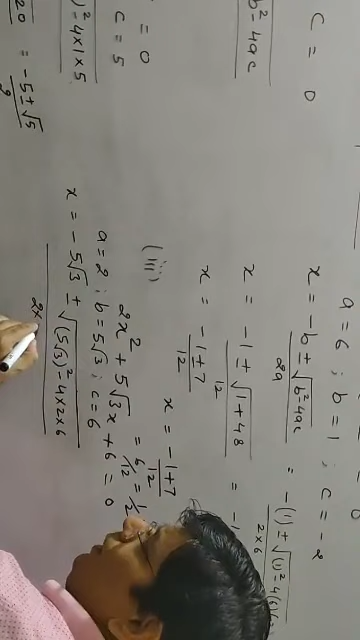 c = 0
b² - 4ac
= 0
c = 5
)² - 4×1×5
20 = -5 ± √5
2
a = 6 ; b = 1 ; c = -2
x = -b ± √b² - 4ac / 2a = -(1) ± √(1)² - 4(6)( / 2×6
x = -1 ± √1 + 48 / 12 = -1
x = -1 ± 7 / 12
x = -1 + 7 / 12 = 6/12 = 1/2
(iii) 2x² + 5√3x + 6 = 0
a = 2 ; b = 5√3 ; c = 6
x = -5√3 ± √(5√3)² - 4×2×6 / 2×